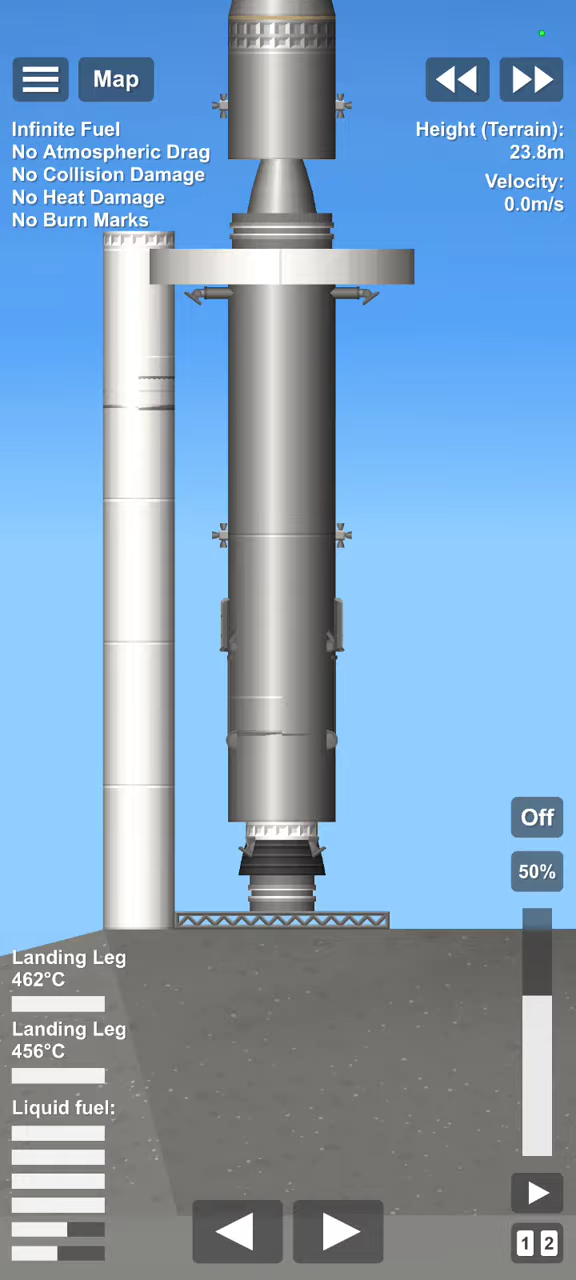 Map
Infinite Fuel
No Atmospheric Drag
No Collision Damage
No Heat Damage
No Burn Marks
Height (Terrain):
23.8m
Velocity:
0.0m/s
Off
50%
Landing Leg
462°C
Landing Leg
456°C
Liquid fuel:
1 2